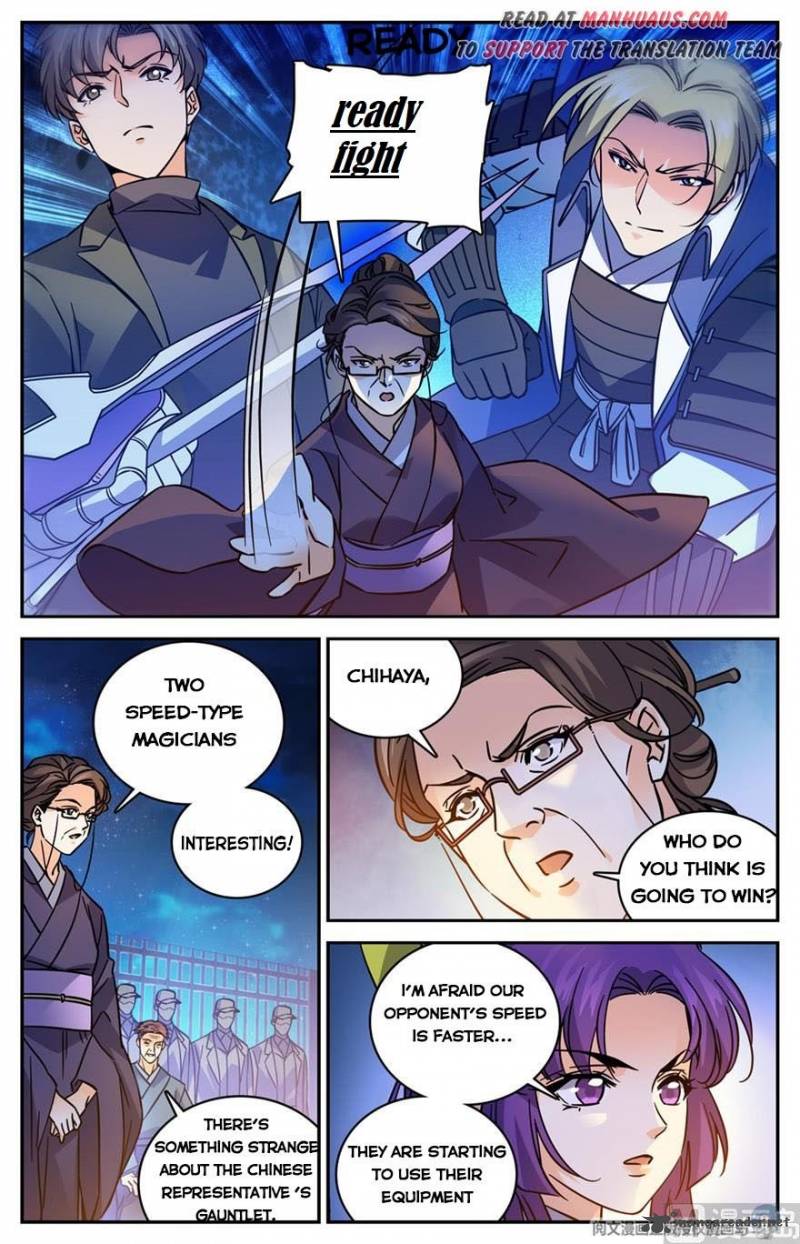 READ AT MANHUAUS.COM
READY
TO SUPPORT THE TRANSLATION TEAM
ready
fight
TWO
SPEED-TYPE
MAGICIANS
INTERESTING!
THERE'S
SOMETHING STRANGE
ABOUT THE CHINESE
REPRESENTATIVE 'S
GAUNTLET.
CHIHAYA,
WHO DO
YOU THINK IS
GOING TO WIN?
I'M AFRAID OUR
OPPONENT'S SPEED
IS FASTER...
THEY ARE STARTING
TO USE THEIR
EQUIPMENT